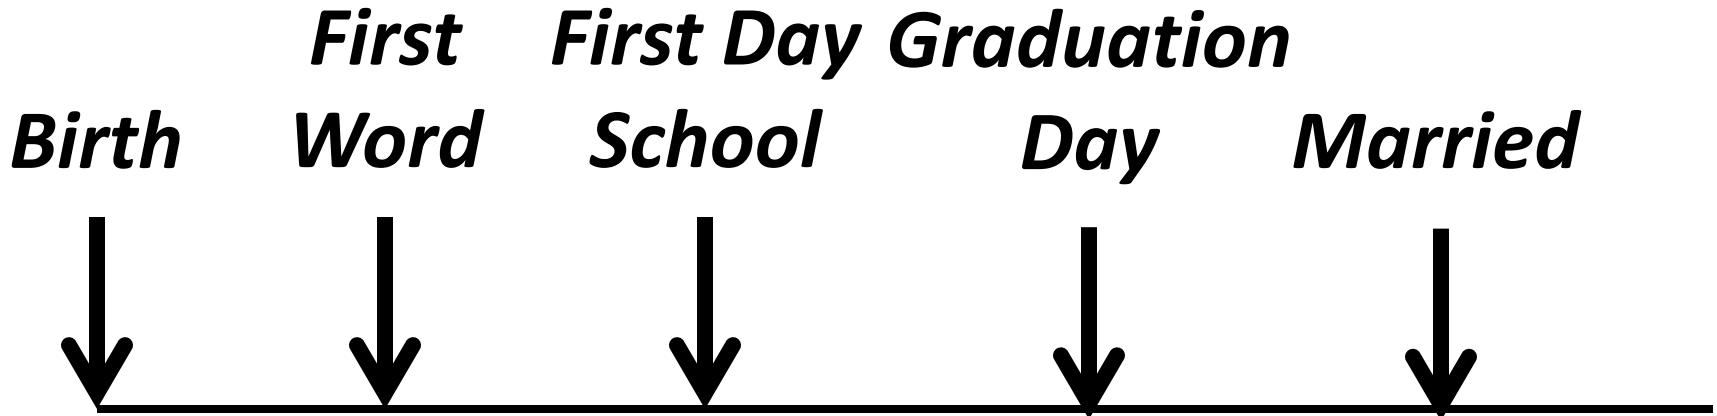 Birth
First
Word
First Day
School
Graduation
Day
Married